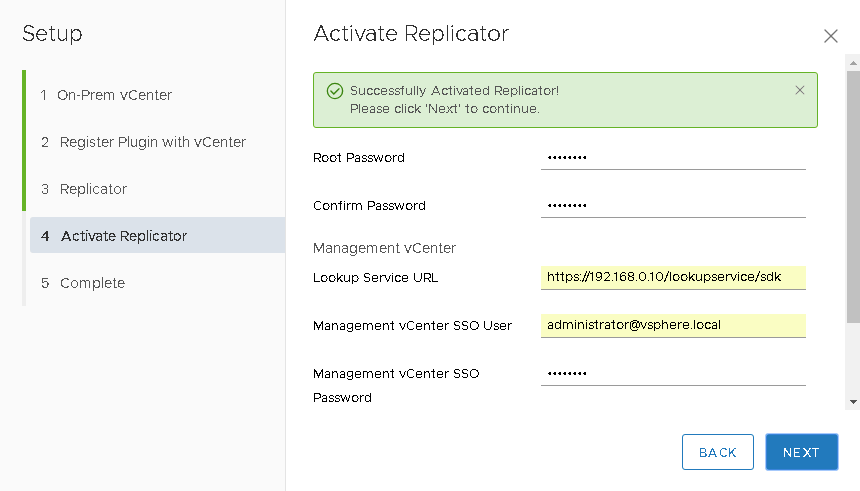 Setup
1 On-Prem vCenter
2 Register Plugin with vCenter
3 Replicator
4 Activate Replicator
5 Complete
Activate Replicator
Successfully Activated Replicator!
Please click 'Next' to continue.
Root Password ••••••••
Confirm Password ••••••••
Management vCenter
Lookup Service URL https://192.168.0.10/lookupservice/sdk
Management vCenter SSO User administrator@vsphere.local
Management vCenter SSO ••••••••
Password
BACK NEXT